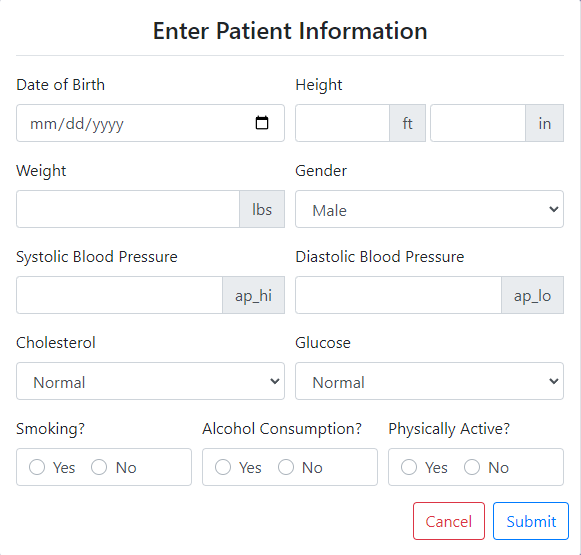 Enter Patient Information
Date of Birth Height
mm/dd/yyyy ft in
Weight Gender
lbs Male
Systolic Blood Pressure Diastolic Blood Pressure
ap_hi ap_lo
Cholesterol Glucose
Normal Normal
Smoking? Alcohol Consumption? Physically Active?
Yes No Yes No Yes No
Cancel Submit